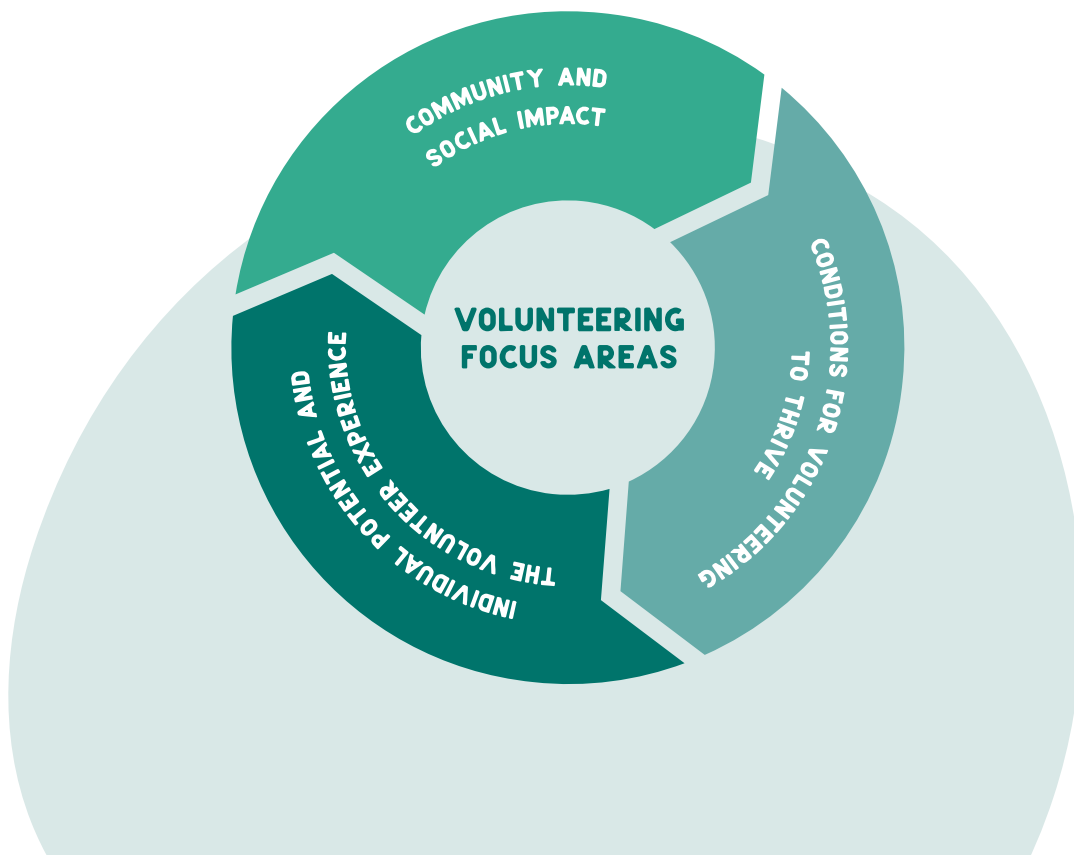 COMMUNITY AND
SOCIAL IMPACT
CONDITIONS FOR VOLUNTEERING
TO THRIVE
VOLUNTEERING
FOCUS AREAS
INDIVIDUAL POTENTIAL AND
THE VOLUNTEER EXPERIENCE